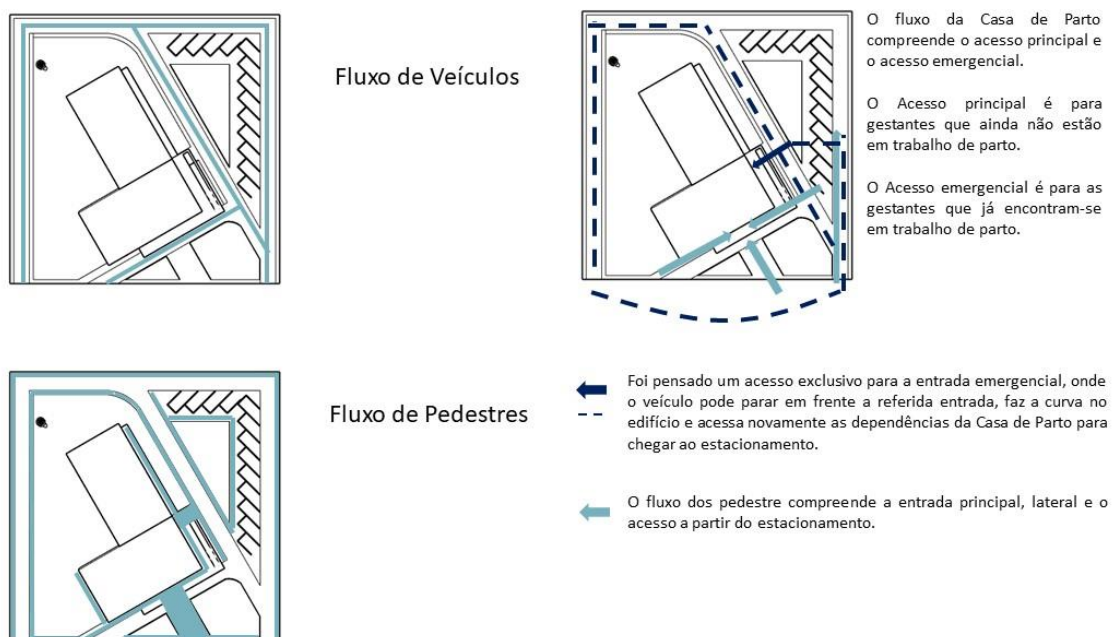 Fluxo de Veículos
O fluxo da Casa de Parto
compreende o acesso principal e
o acesso emergencial.
O Acesso principal é para
gestantes que ainda não estão
em trabalho de parto.
O Acesso emergencial é para as
gestantes que já encontram-se
em trabalho de parto.
Fluxo de Pedestres
Foi pensado um acesso exclusivo para a entrada emergencial, onde
o veículo pode parar em frente a referida entrada, faz a curva no
edifício e acessa novamente as dependências da Casa de Parto para
chegar ao estacionamento.
O fluxo dos pedestre compreende a entrada principal, lateral e o
acesso a partir do estacionamento.